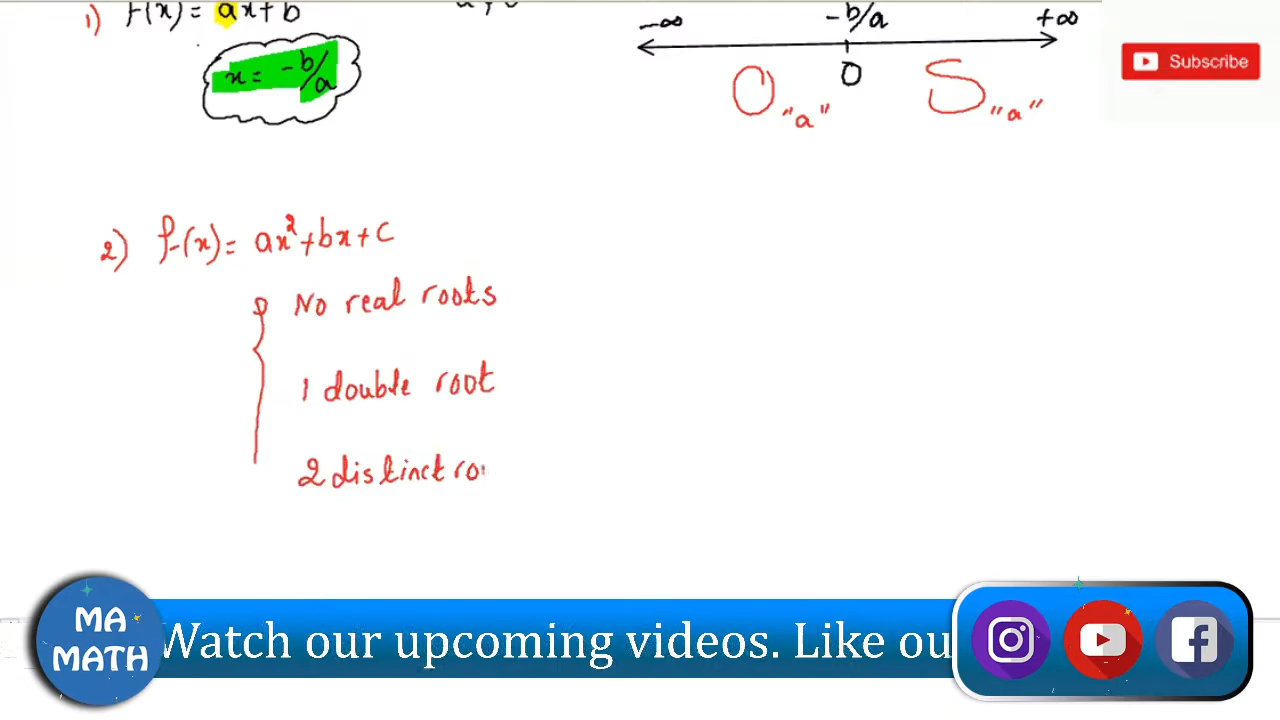 1) f(x) = ax + b
x = -b/a
-∞ -b/a +∞
0
O "a" S "a"
Subscribe
2) f(x) = ax² + bx + c
No real roots
1 double root
2 distinct ro
MA MATH
Watch our upcoming videos. Like ou